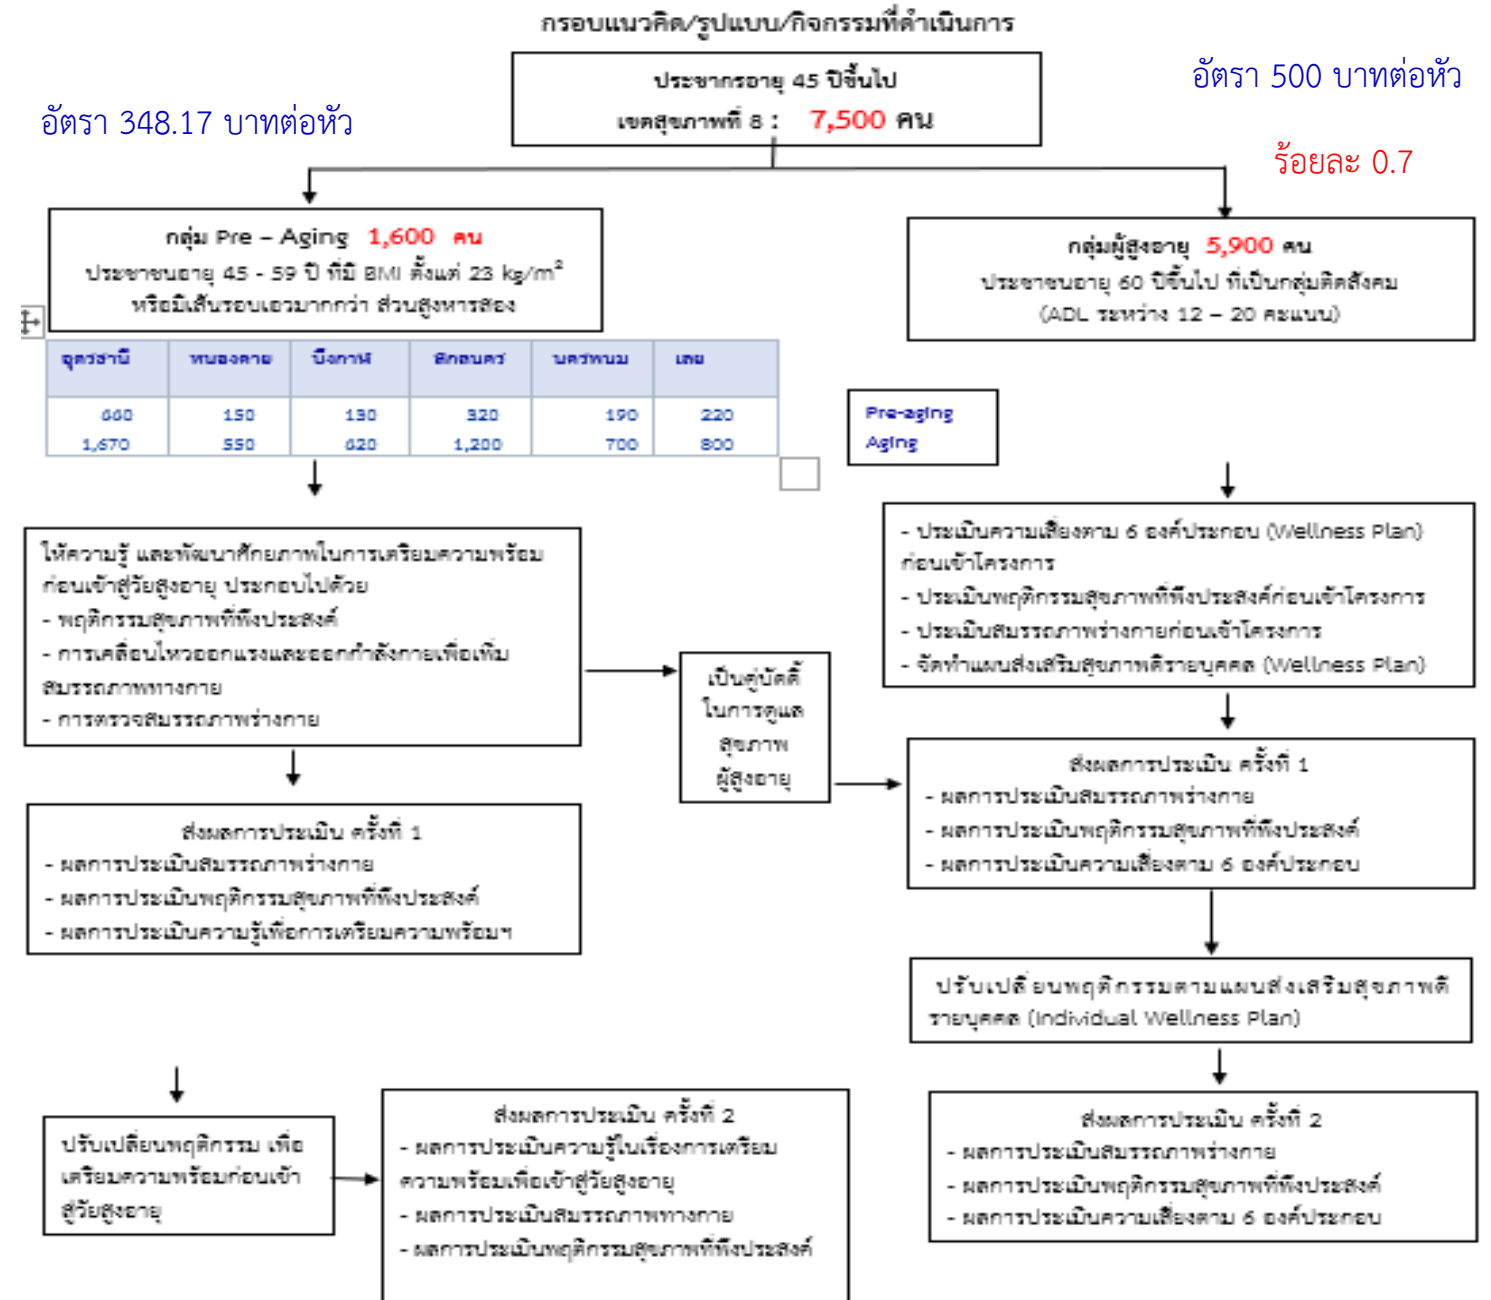 กรอบแนวคิด/รูปแบบ/กิจกรรมที่ดำเนินการ
ประชากรอายุ 45 ปีขึ้นไป
เขตสุขภาพที่ 8 : 7,500 คน
อัตรา 500 บาทต่อหัว
อัตรา 348.17 บาทต่อหัว
ร้อยละ 0.7
กลุ่ม Pre – Aging 1,600 คน
ประชาชนอายุ 45 - 59 ปี ที่มี BMI ตั้งแต่ 23 kg/m²
หรือมีเส้นรอบเอวมากกว่า ส่วนสูงหารสอง
กลุ่มผู้สูงอายุ 5,900 คน
ประชาชนอายุ 60 ปีขึ้นไป ที่เป็นกลุ่มติดสังคม
(ADL ระหว่าง 12 – 20 คะแนน)
อุดรธานี หนองคาย บึงกาฬ สกลนคร นครพนม เลย
660 150 130 320 190 220
1,670 550 620 1,200 700 800
Pre-aging
Aging
ให้ความรู้ และพัฒนาศักยภาพในการเตรียมความพร้อม
ก่อนเข้าสู่วัยสูงอายุ ประกอบไปด้วย
- พฤติกรรมสุขภาพที่พึงประสงค์
- การเคลื่อนไหวออกแรงและออกกำลังกายเพื่อเพิ่ม
สมรรถภาพทางกาย
- การตรวจสมรรถภาพร่างกาย
เป็นคู่บัดดี้
ในการดูแล
สุขภาพ
ผู้สูงอายุ
- ประเมินความเสี่ยงตาม 6 องค์ประกอบ (Wellness Plan)
ก่อนเข้าโครงการ
- ประเมินพฤติกรรมสุขภาพที่พึงประสงค์ก่อนเข้าโครงการ
- ประเมินสมรรถภาพร่างกายก่อนเข้าโครงการ
- จัดทำแผนส่งเสริมสุขภาพดีรายบุคคล (Wellness Plan)
ส่งผลการประเมิน ครั้งที่ 1
- ผลการประเมินสมรรถภาพร่างกาย
- ผลการประเมินพฤติกรรมสุขภาพที่พึงประสงค์
- ผลการประเมินความเสี่ยงตาม 6 องค์ประกอบ
ส่งผลการประเมิน ครั้งที่ 1
- ผลการประเมินสมรรถภาพร่างกาย
- ผลการประเมินพฤติกรรมสุขภาพที่พึงประสงค์
- ผลการประเมินความรู้เพื่อการเตรียมความพร้อมฯ
ปรับเปลี่ยนพฤติกรรมตามแผนส่งเสริมสุขภาพดี
รายบุคคล (Individual Wellness Plan)
ปรับเปลี่ยนพฤติกรรม เพื่อ
เตรียมความพร้อมก่อนเข้า
สู่วัยสูงอายุ
ส่งผลการประเมิน ครั้งที่ 2
- ผลการประเมินความรู้ในเรื่องการเตรียม
ความพร้อมเพื่อเข้าสู่วัยสูงอายุ
- ผลการประเมินสมรรถภาพทางกาย
- ผลการประเมินพฤติกรรมสุขภาพที่พึงประสงค์
ส่งผลการประเมิน ครั้งที่ 2
- ผลการประเมินสมรรถภาพร่างกาย
- ผลการประเมินพฤติกรรมสุขภาพที่พึงประสงค์
- ผลการประเมินความเสี่ยงตาม 6 องค์ประกอบ